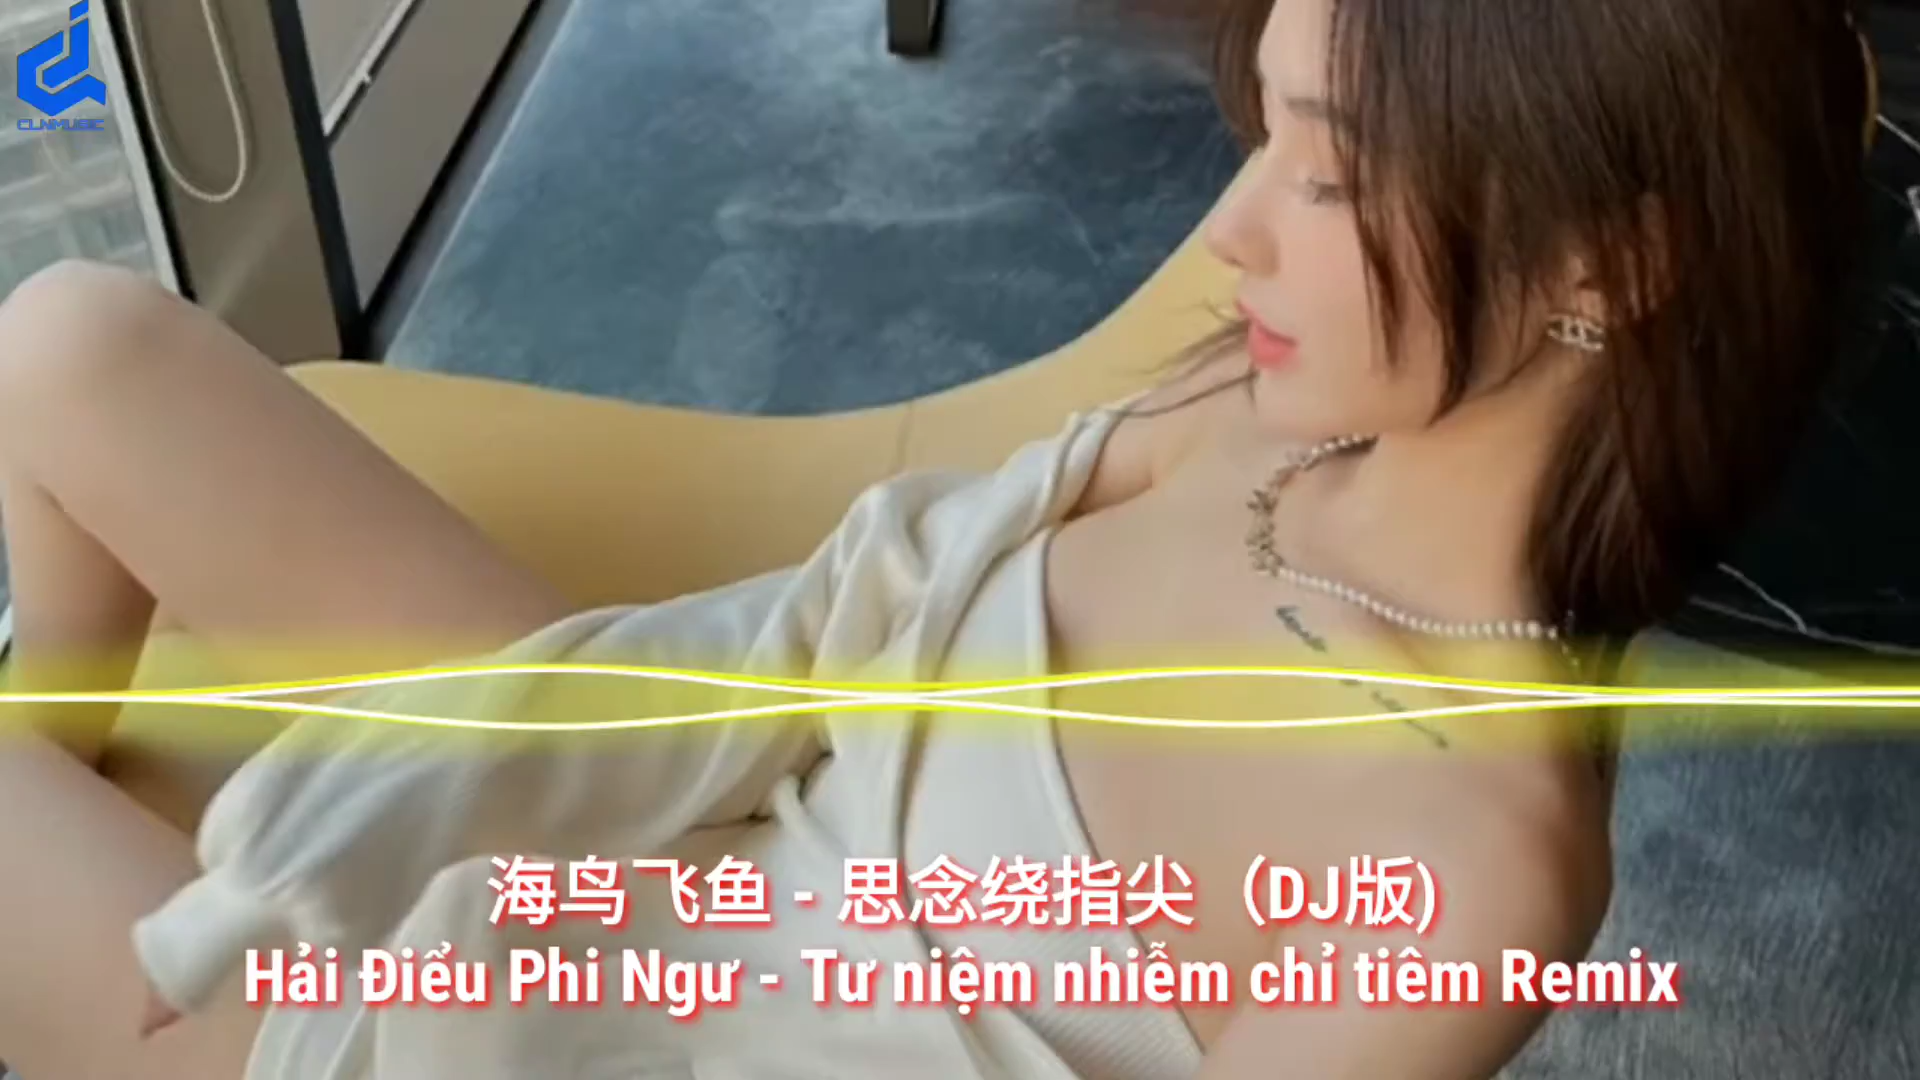 CLNMUSIC
海鸟飞鱼 - 思念绕指尖（DJ版)
Hải Điểu Phi Ngư - Tư niệm nhiễm chỉ tiêm Remix